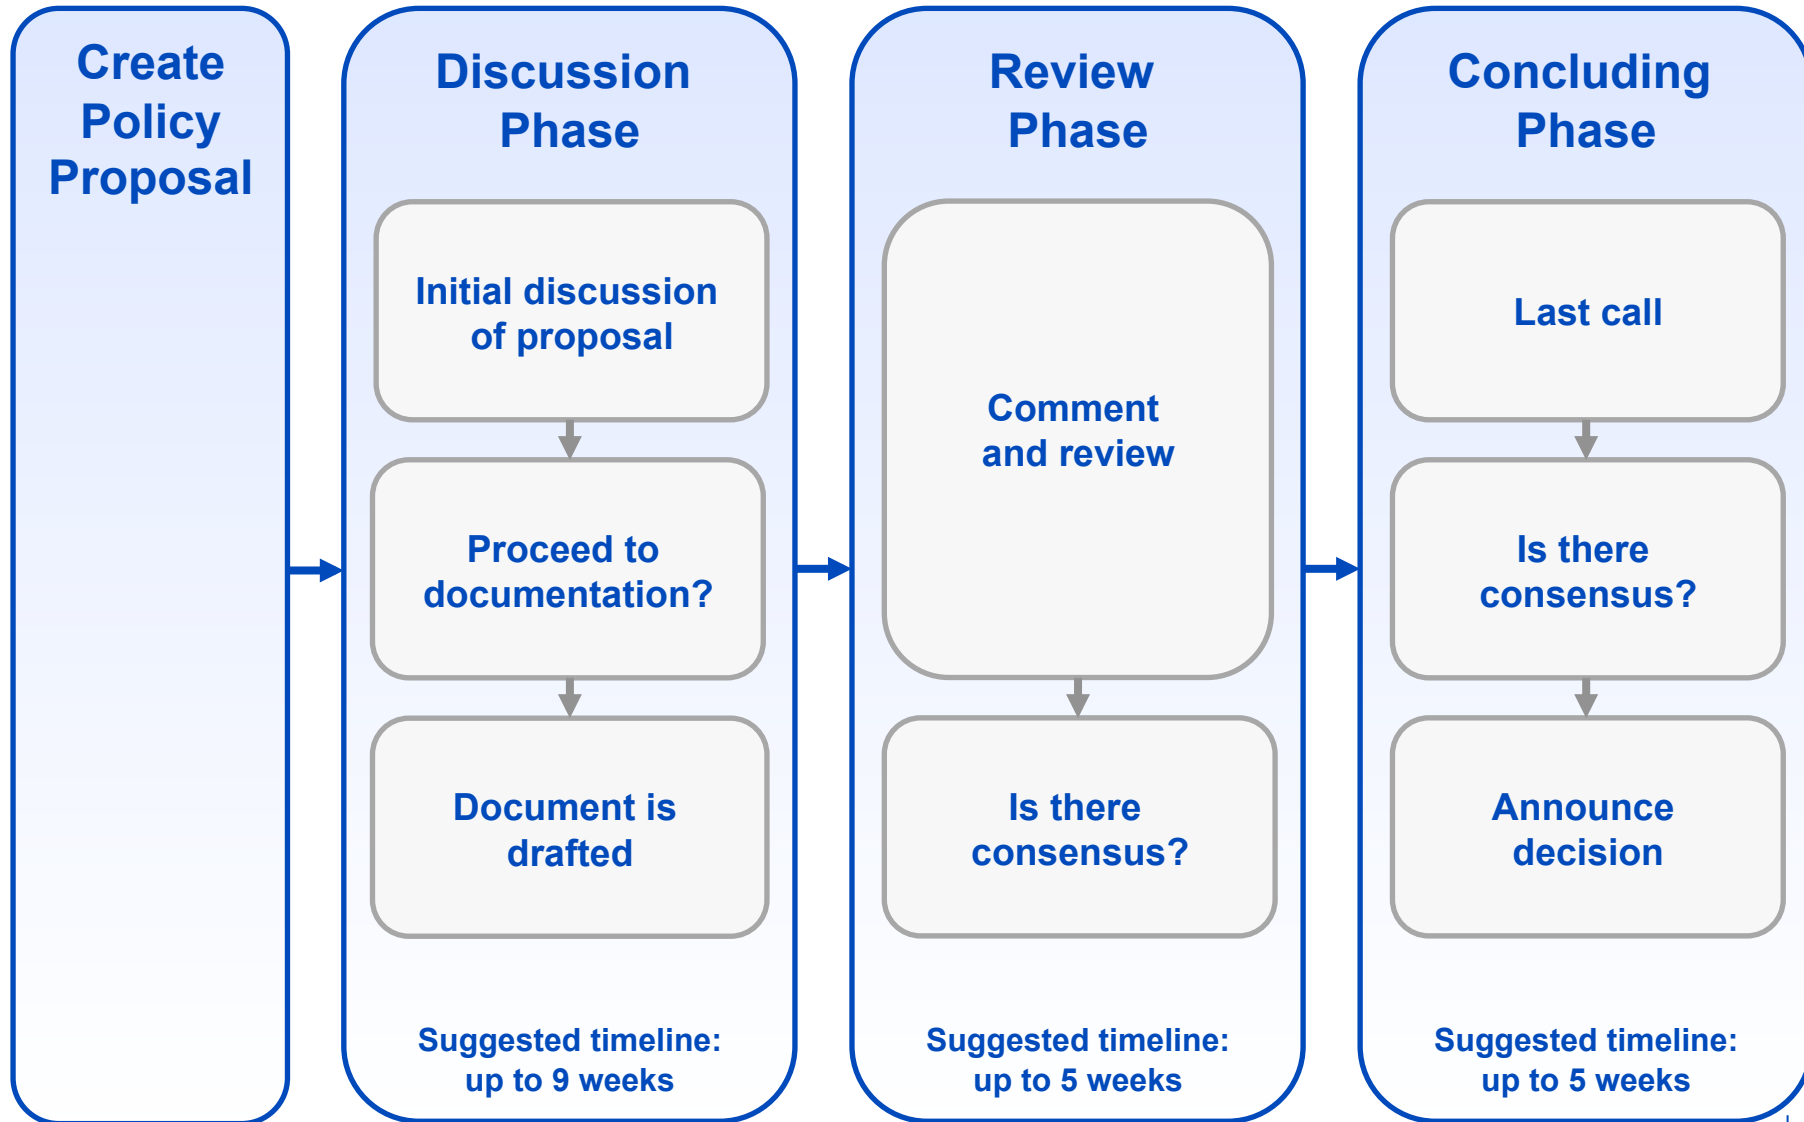 Create
Policy
Proposal
Discussion
Phase
Initial discussion
of proposal
Proceed to
documentation?
Document is
drafted
Suggested timeline:
up to 9 weeks
Review
Phase
Comment
and review
Is there
consensus?
Suggested timeline:
up to 5 weeks
Concluding
Phase
Last call
Is there
consensus?
Announce
decision
Suggested timeline:
up to 5 weeks